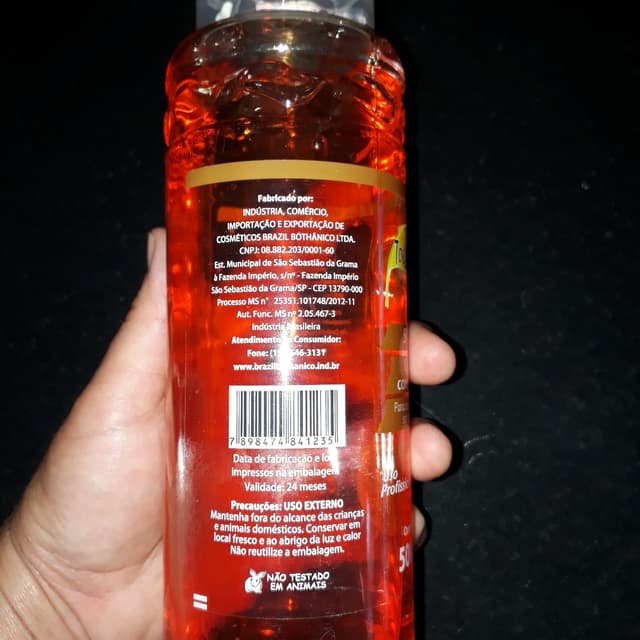 Fabricado por:
INDÚSTRIA, COMÉRCIO,
IMPORTAÇÃO E EXPORTAÇÃO DE
COSMÉTICOS BRAZIL BOTHÂNICO LTDA.
CNPJ: 08.882.203/0001-60
Est. Municipal de São Sebastião da Grama
à Fazenda Império, s/nº - Fazenda Império
São Sebastião da Grama/SP - CEP 13790-000
Processo MS n° 25351.101748/2012-11
Aut. Func. MS nº 2.05.467-3
Indústria Brasileira
Atendimento ao Consumidor:
Fone:
7 898474 841235
Data de fabricação e
impressos na embalagem
Validade: 24 meses
Precauções: USO EXTERNO
Mantenha fora do alcance das crianças
e animais domésticos. Conservar em
local fresco e ao abrigo da luz e calor
Não reutilize a embalagem.
NÃO TESTADO
EM ANIMAIS
Uso